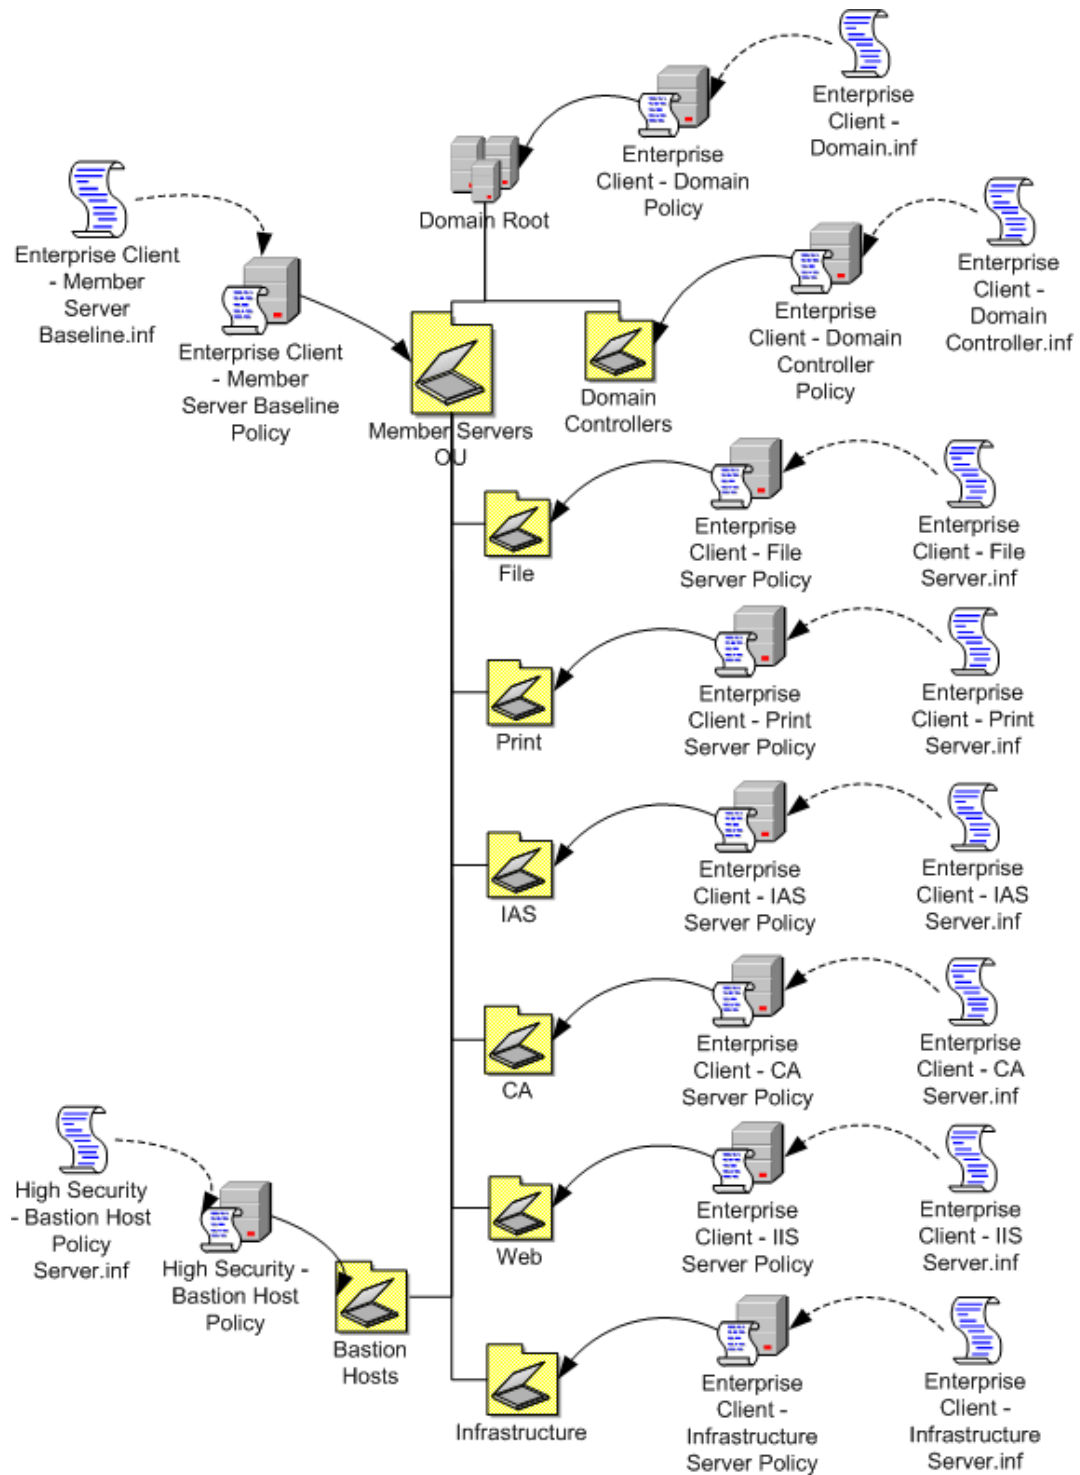 Enterprise
Client -
Domain.inf
Enterprise
Client - Domain
Policy
Domain Root
Enterprise Client
- Member
Server
Baseline.inf
Enterprise Client
- Member
Server Baseline
Policy
Enterprise
Client -
Domain
Controller.inf
Enterprise
Client - Domain
Controller
Policy
Member Servers
OU
Domain
Controllers
File
Enterprise
Client - File
Server Policy
Enterprise
Client - File
Server.inf
Print
Enterprise
Client - Print
Server Policy
Enterprise
Client - Print
Server.inf
IAS
Enterprise
Client - IAS
Server Policy
Enterprise
Client - IAS
Server.inf
CA
Enterprise
Client - CA
Server Policy
Enterprise
Client - CA
Server.inf
High Security
- Bastion Host
Policy
Server.inf
High Security -
Bastion Host
Policy
Web
Enterprise
Client - IIS
Server Policy
Enterprise
Client - IIS
Server.inf
Bastion
Hosts
Infrastructure
Enterprise
Client -
Infrastructure
Server Policy
Enterprise
Client -
Infrastructure
Server.inf